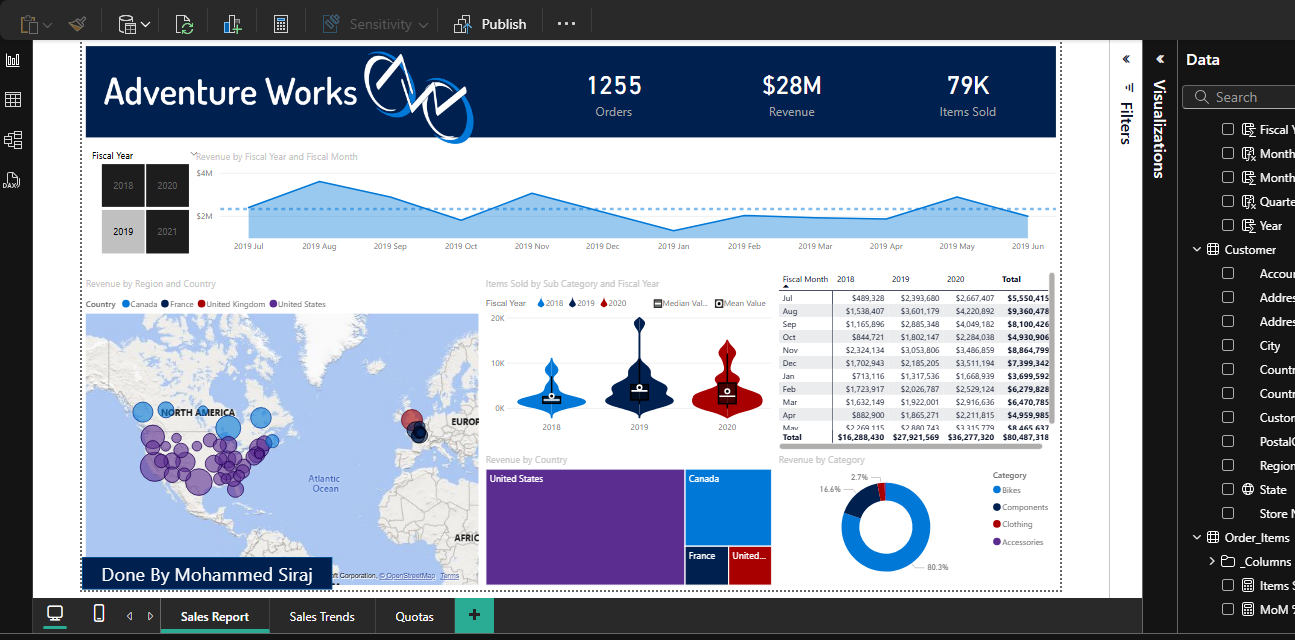 Sensitivity
Publish
Adventure Works
1255
Orders
$28M
Revenue
79K
Items Sold
Fiscal Year
2018
2020
2019
2021
Revenue by Fiscal Year and Fiscal Month
$4M
$2M
2019 Jul 2019 Aug 2019 Sep 2019 Oct 2019 Nov 2019 Dec 2019 Jan 2019 Feb 2019 Mar 2019 Apr 2019 May 2019 Jun
Revenue by Region and Country
Country Canada France United Kingdom United States
NORTH AMERICA
EUROP
Atlantic
Ocean
AFRIC
ft Corporation, © OpenStreetMap Terms
Done By Mohammed Siraj
Items Sold by Sub Category and Fiscal Year
Fiscal Year 2018 2019 2020 Median Val... Mean Value
20K
10K
0K
2018 2019 2020
Fiscal Month 2018 2019 2020 Total
Jul $489,328 $2,393,680 $2,667,407 $5,550,415
Aug $1,538,407 $3,601,179 $4,220,892 $9,360,478
Sep $1,165,896 $2,885,348 $4,049,182 $8,100,426
Oct $844,721 $1,802,147 $2,284,038 $4,930,906
Nov $2,324,134 $3,053,806 $3,486,859 $8,864,799
Dec $1,702,943 $2,185,205 $3,511,194 $7,399,342
Jan $713,116 $1,317,536 $1,668,939 $3,699,592
Feb $1,723,917 $2,026,787 $2,529,124 $6,279,828
Mar $1,632,149 $1,922,001 $2,916,636 $6,470,785
Apr $882,900 $1,865,271 $2,211,815 $4,959,985
May $2,269,115 $2,880,743 $3,315,779 $8,465,637
Total $16,288,430 $27,921,569 $36,277,320 $80,487,318
Revenue by Country
United States
Canada
France
United...
Revenue by Category
2.7%
16.6%
80.3%
Category
Bikes
Components
Clothing
Accessories
Filters
Visualizations
Data
Search
Fiscal Y
Month
Month
Quarte
Year
Customer
Accou
Addres
Addres
City
Countr
Countr
Custom
PostalC
Region
State
Store N
Order_Items
_Columns
Items S
MoM %
DAX
Sales Report
Sales Trends
Quotas
+